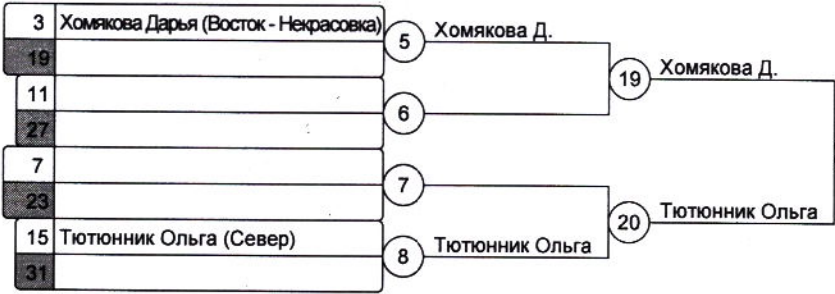 3 Хомякова Дарья (Восток - Некрасовка)
5 Хомякова Д.
19
19 Хомякова Д.
11
6
27
7
7
23
20 Тютюнник Ольга
15 Тютюнник Ольга (Север)
8 Тютюнник Ольга
31